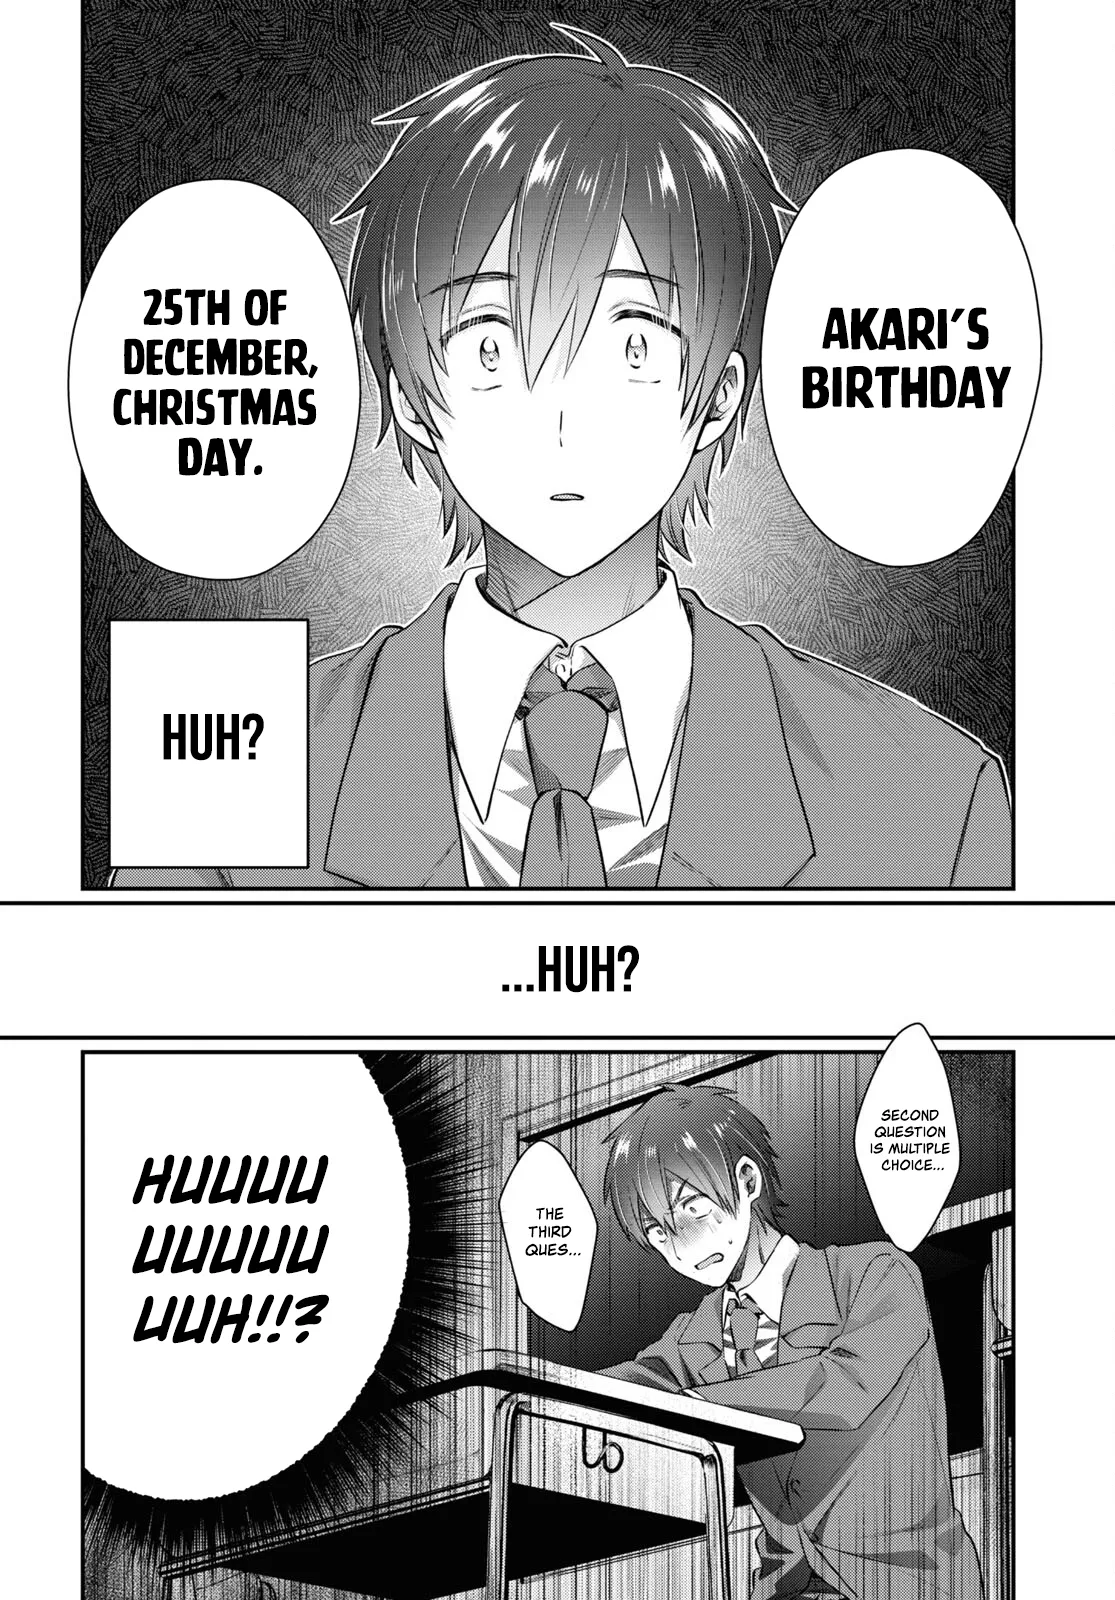 AKARI'S
BIRTHDAY
25TH OF
DECEMBER,
CHRISTMAS
DAY.
HUH?
...HUH?
SECOND
QUESTION
IS MULTIPLE
CHOICE...
THE
THIRD
QUES...
HUUUU
UUUUU
UUH!!?